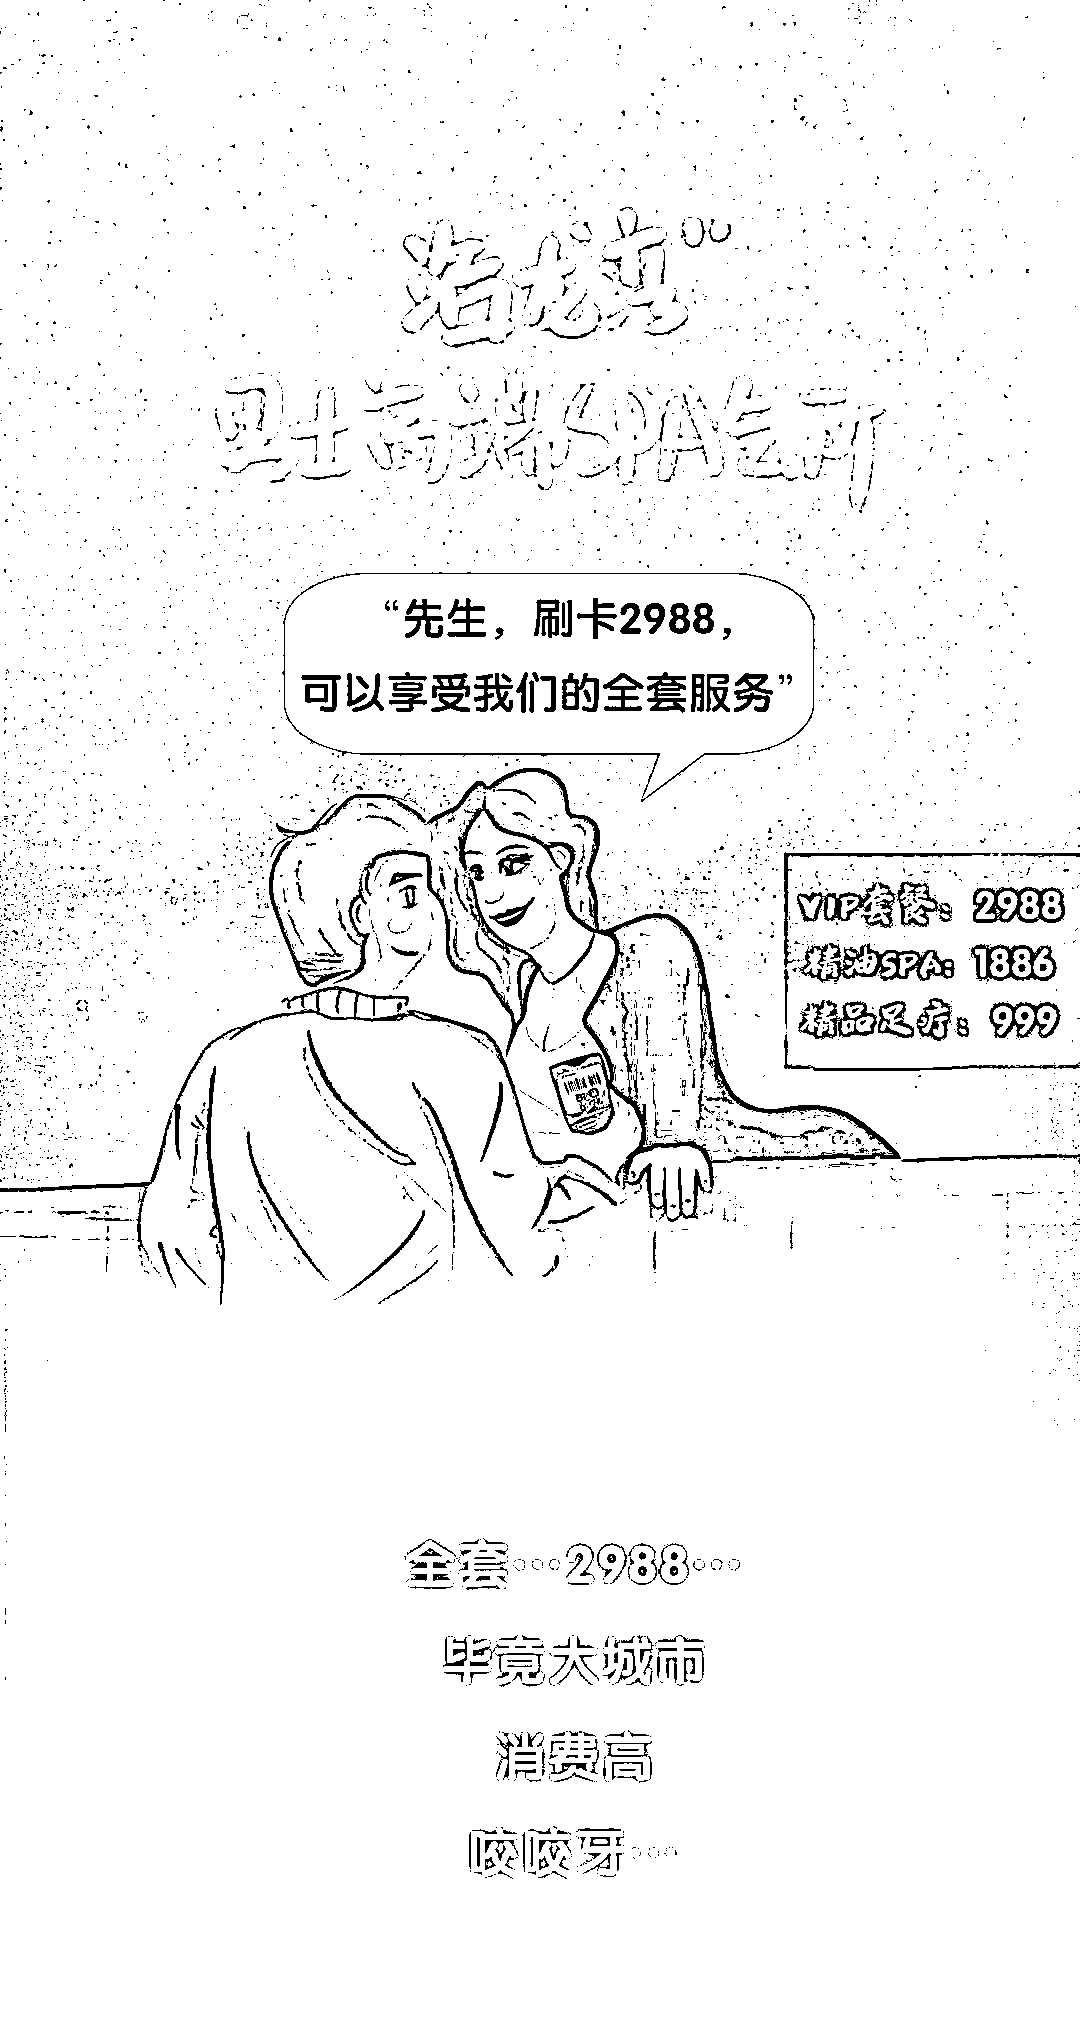 男士高端SPA会所
“先生，刷卡2988，
可以享受我们的全套服务”
VIP套餐：2988
精油SPA：1886
精品足疗：999
全套…2988…
毕竟大城市
消费高
咬咬牙…